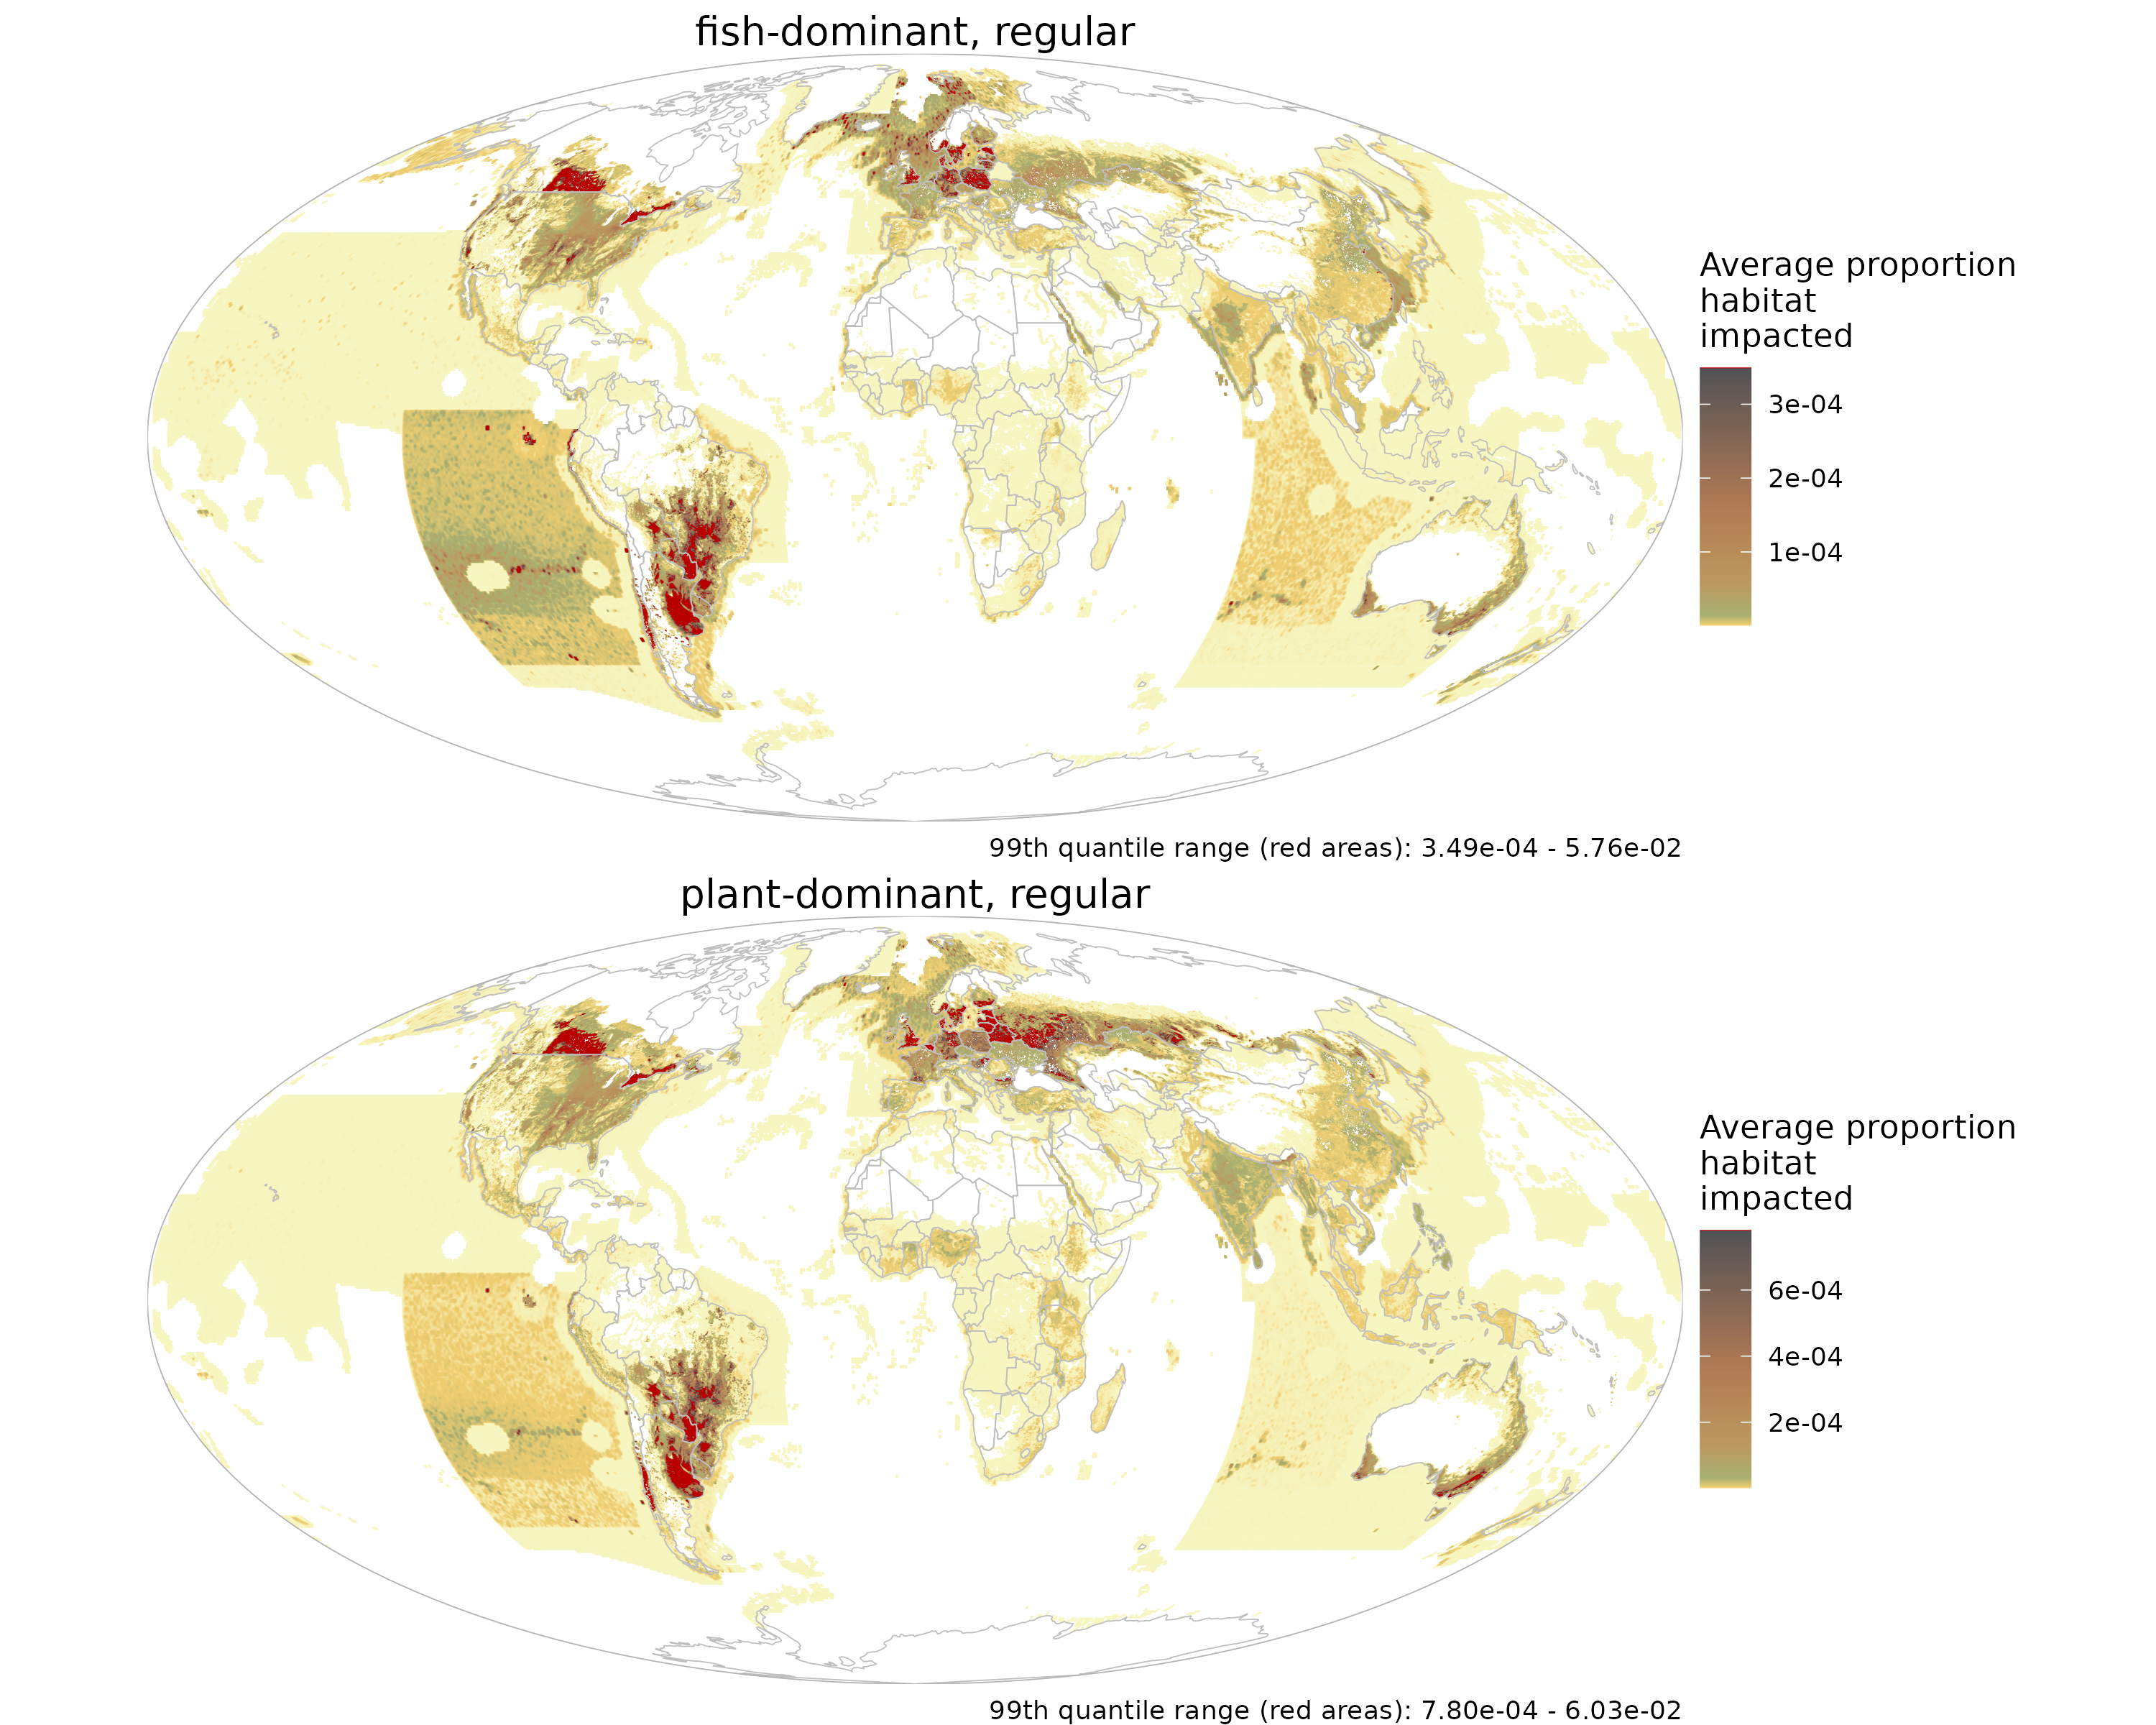 fish-dominant, regular
Average proportion
habitat
impacted
3e-04
2e-04
1e-04
99th quantile range (red areas): 3.49e-04 - 5.76e-02
plant-dominant, regular
Average proportion
habitat
impacted
6e-04
4e-04
2e-04
99th quantile range (red areas): 7.80e-04 - 6.03e-02